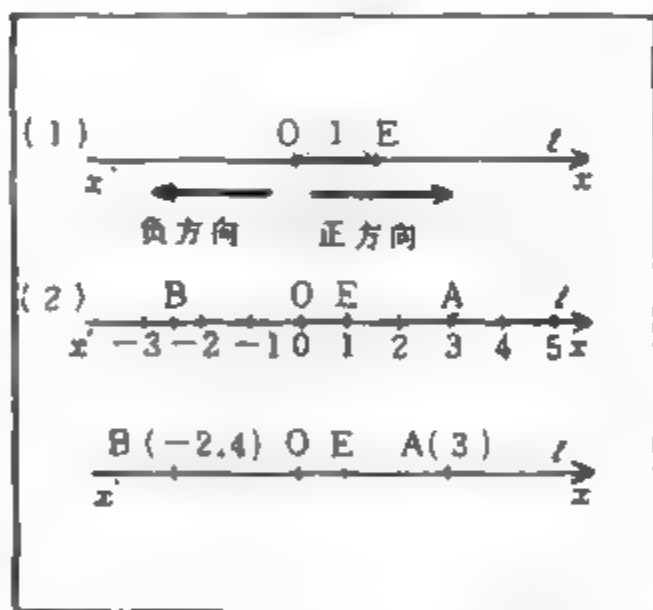 (1) O 1 E l
x' x
负方向 正方向
(2) B O E A l
x' -3 -2 -1 0 1 2 3 4 5 x
B(-2.4) O E A(3) l
x' x